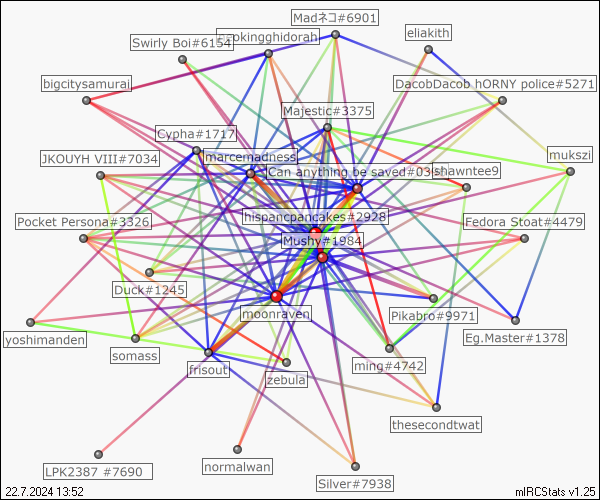 Madネコ#6901
Swirly Boi#6154
eliakith
bigcitysamurai
DacobDacob hORNY police#5271
Majestic#3375
Cypha#1717
mukszi
JKOUYH VIII#7034
marcemadness
Can anything be saved#03
shawntee9
Pocket Persona#3326
hispanicpancakes#2928
Fedora Stoat#4479
Mushy#1984
Duck#1245
moonraven
Pikabro#9971
yoshimanden
Eg.Master#1378
somass
ming#4742
frisout
zebula
thesecondtwat
LPK2387 #7690
normalwan
Silver#7938
22.7.2024 13:52
mIRCStats v1.25